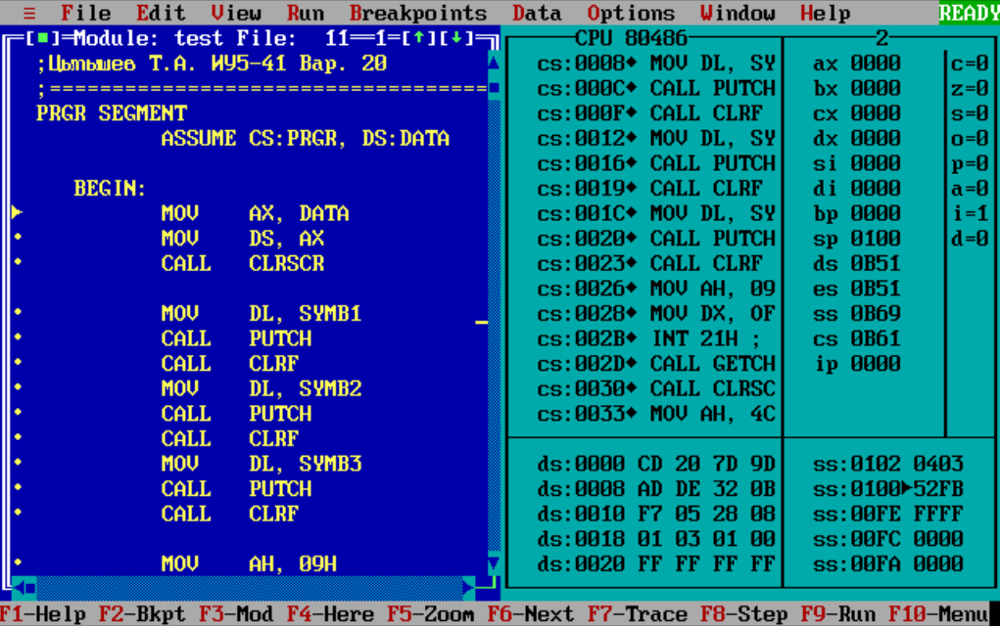 ≡ File Edit View Run Breakpoints Data Options Window Help READY
[■]=Module: test File: 11=1=[↑][↓]
;Цыпышев Т.А. ИУ5-41 Вар. 20
;===================================
PRGR SEGMENT
ASSUME CS:PRGR, DS:DATA
BEGIN:
MOV AX, DATA
MOV DS, AX
CALL CLRSCR
MOV DL, SYMB1
CALL PUTCH
CALL CLRF
MOV DL, SYMB2
CALL PUTCH
CALL CLRF
MOV DL, SYMB3
CALL PUTCH
CALL CLRF
MOV AH, 09H
CPU 80486 2
cs:0008♦ MOV DL, SY
cs:000C♦ CALL PUTCH
cs:000F♦ CALL CLRF
cs:0012♦ MOV DL, SY
cs:0016♦ CALL PUTCH
cs:0019♦ CALL CLRF
cs:001C♦ MOV DL, SY
cs:0020♦ CALL PUTCH
cs:0023♦ CALL CLRF
cs:0026♦ MOV AH, 09
cs:0028♦ MOV DX, OF
cs:002B♦ INT 21H ;
cs:002D♦ CALL GETCH
cs:0030♦ CALL CLRSC
cs:0033♦ MOV AH, 4C
ax 0000
bx 0000
cx 0000
dx 0000
si 0000
di 0000
bp 0000
sp 0100
ds 0B51
es 0B51
ss 0B69
cs 0B61
ip 0000
c=0
z=0
s=0
o=0
p=0
a=0
i=1
d=0
ds:0000 CD 20 7D 9D
ds:0008 AD DE 32 0B
ds:0010 F7 05 28 08
ds:0018 01 03 01 00
ds:0020 FF FF FF FF
ss:0102 0403
ss:0100►52FB
ss:00FE FFFF
ss:00FC 0000
ss:00FA 0000
F1-Help F2-Bkpt F3-Mod F4-Here F5-Zoom F6-Next F7-Trace F8-Step F9-Run F10-Menu